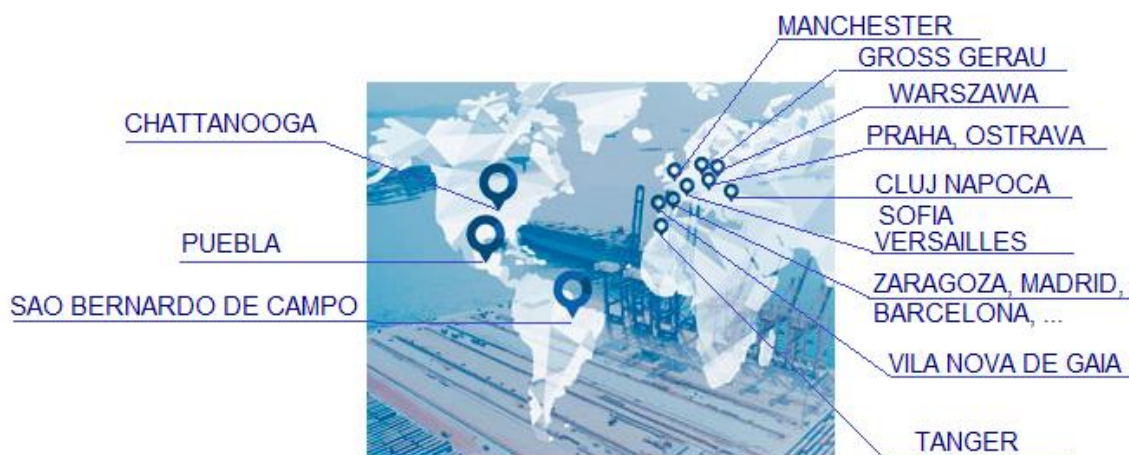 MANCHESTER
GROSS GERAU
WARSZAWA
CHATTANOOGA
PRAHA, OSTRAVA
CLUJ NAPOCA
SOFIA
PUEBLA
VERSAILLES
ZARAGOZA, MADRID,
BARCELONA, ...
SAO BERNARDO DE CAMPO
VILA NOVA DE GAIA
TANGER